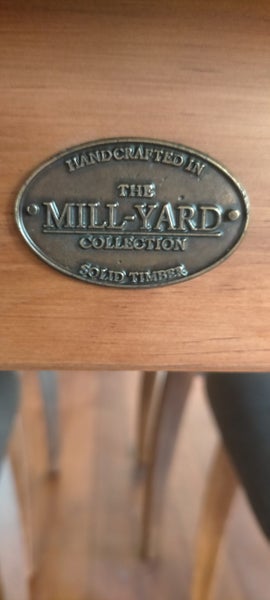 HANDCRAFTED IN
THE
MILL-YARD
COLLECTION
SOLID TIMBER